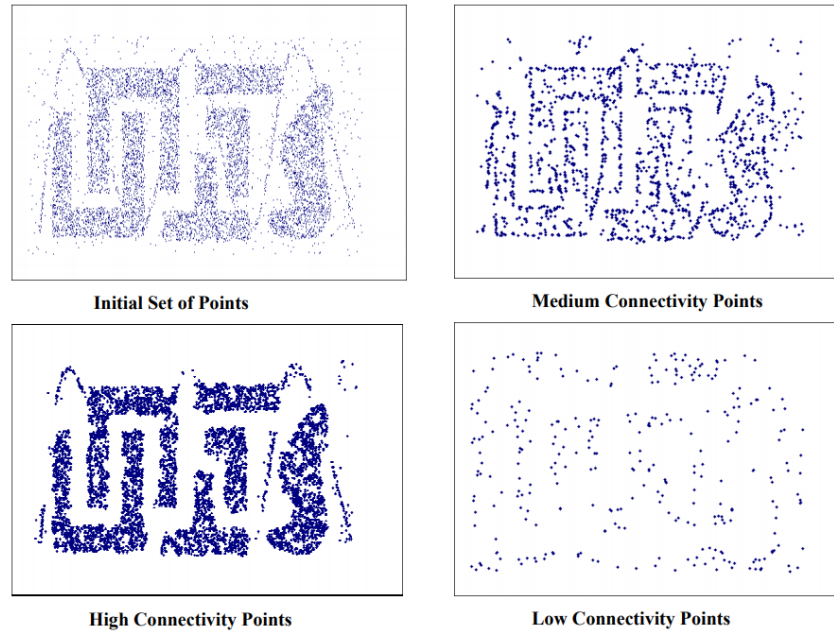 Initial Set of Points
Medium Connectivity Points
High Connectivity Points
Low Connectivity Points